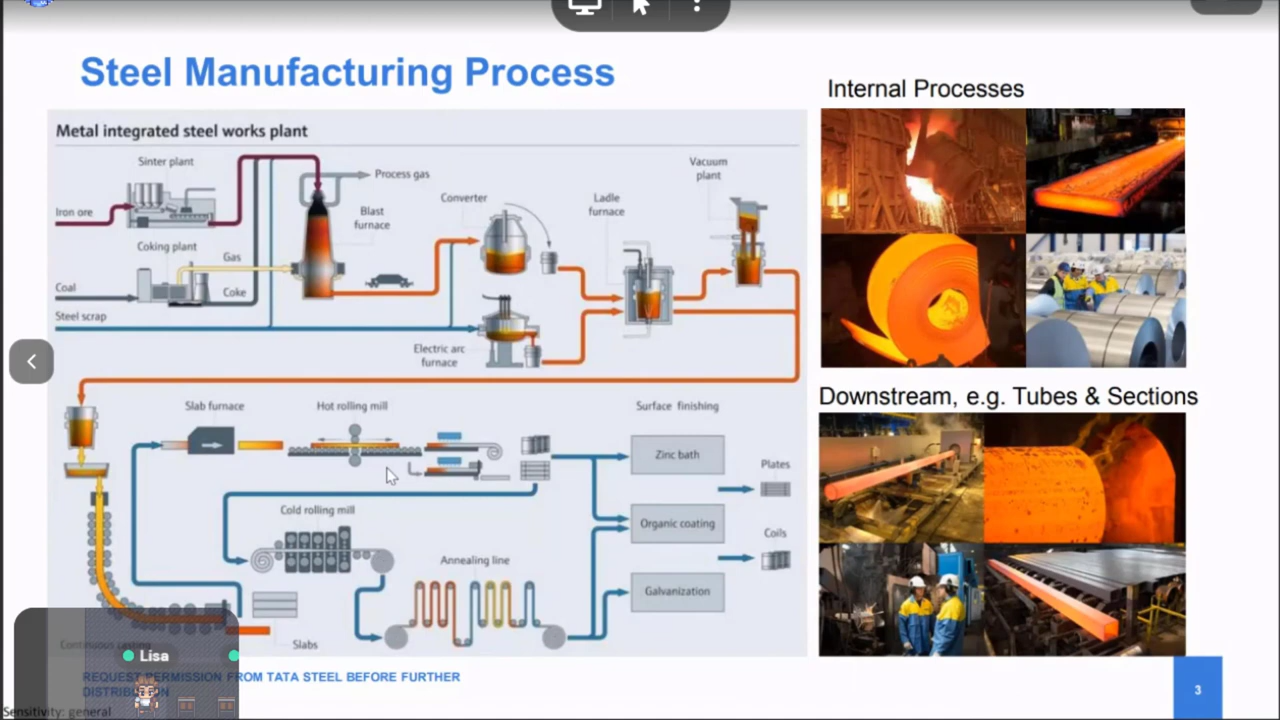 Steel Manufacturing Process
Internal Processes
Metal integrated steel works plant
Sinter plant
Process gas
Converter
Ladle
furnace
Vacuum
plant
Iron ore
Blast
furnace
Coking plant
Gas
Coal
Coke
Steel scrap
Electric arc
furnace
Downstream, e.g. Tubes & Sections
Slab furnace
Hot rolling mill
Surface finishing
Zinc bath
Plates
Cold rolling mill
Organic coating
Coils
Annealing line
Galvanization
Continuous casting
Slabs
Lisa
REQUEST PERMISSION FROM TATA STEEL BEFORE FURTHER
DISTRIBUTION
3
Sensitivity: general